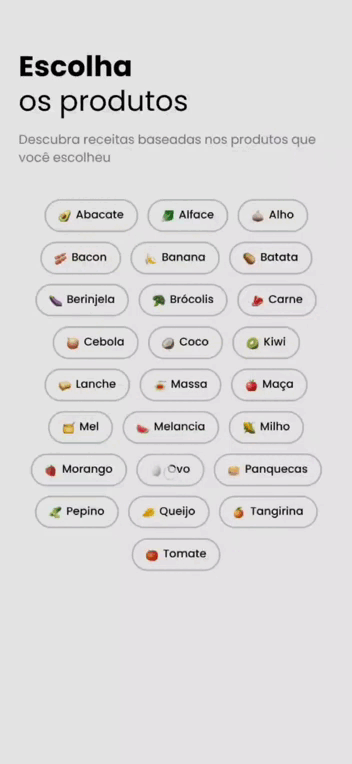 Escolha
os produtos
Descubra receitas baseadas nos produtos que
você escolheu
Abacate Alface Alho
Bacon Banana Batata
Berinjela Brócolis Carne
Cebola Coco Kiwi
Lanche Massa Maça
Mel Melancia Milho
Morango Ovo Panquecas
Pepino Queijo Tangirina
Tomate